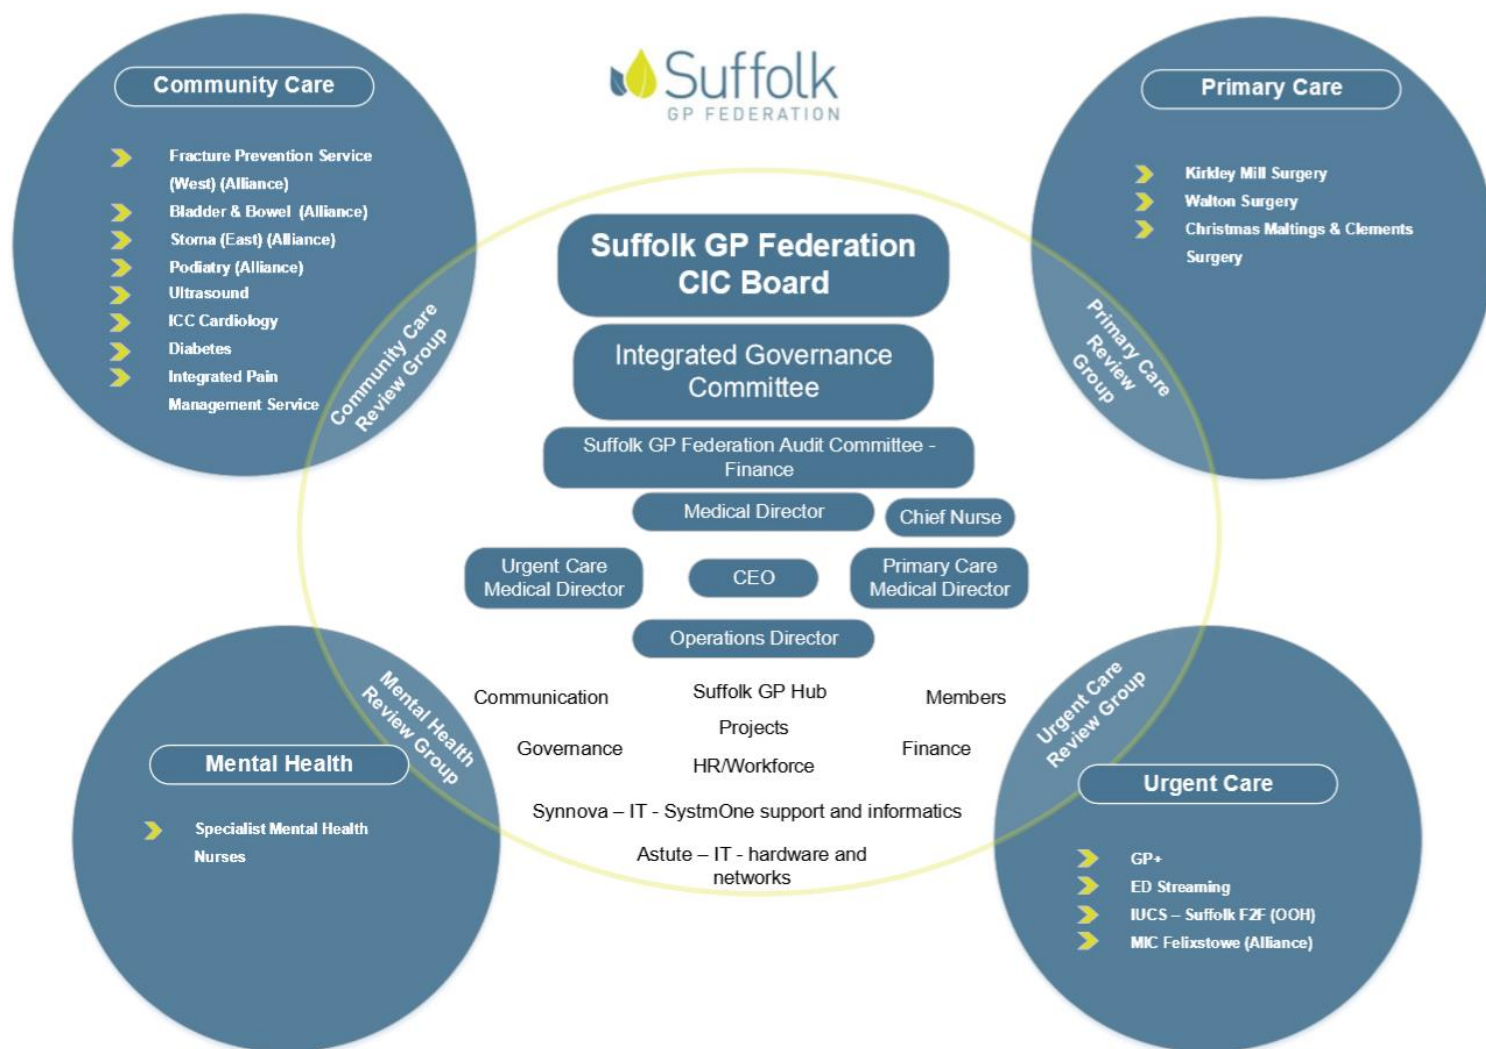 Suffolk
GP FEDERATION
Community Care
Fracture Prevention Service
(West) (Alliance)
Bladder & Bowel (Alliance)
Stoma (East) (Alliance)
Podiatry (Alliance)
Ultrasound
ICC Cardiology
Diabetes
Integrated Pain
Management Service
Community Care
Review Group
Primary Care
Kirkley Mill Surgery
Walton Surgery
Christmas Maltings & Clements
Surgery
Primary Care
Review
Group
Suffolk GP Federation
CIC Board
Integrated Governance
Committee
Suffolk GP Federation Audit Committee -
Finance
Medical Director
Chief Nurse
Urgent Care
Medical Director
CEO
Primary Care
Medical Director
Operations Director
Communication
Suffolk GP Hub
Members
Projects
Governance
Finance
HR/Workforce
Synnova – IT - SystmOne support and informatics
Astute – IT - hardware and
networks
Mental Health
Review Group
Mental Health
Specialist Mental Health
Nurses
Urgent Care
Review Group
Urgent Care
GP+
ED Streaming
IUCS – Suffolk F2F (OOH)
MIC Felixstowe (Alliance)